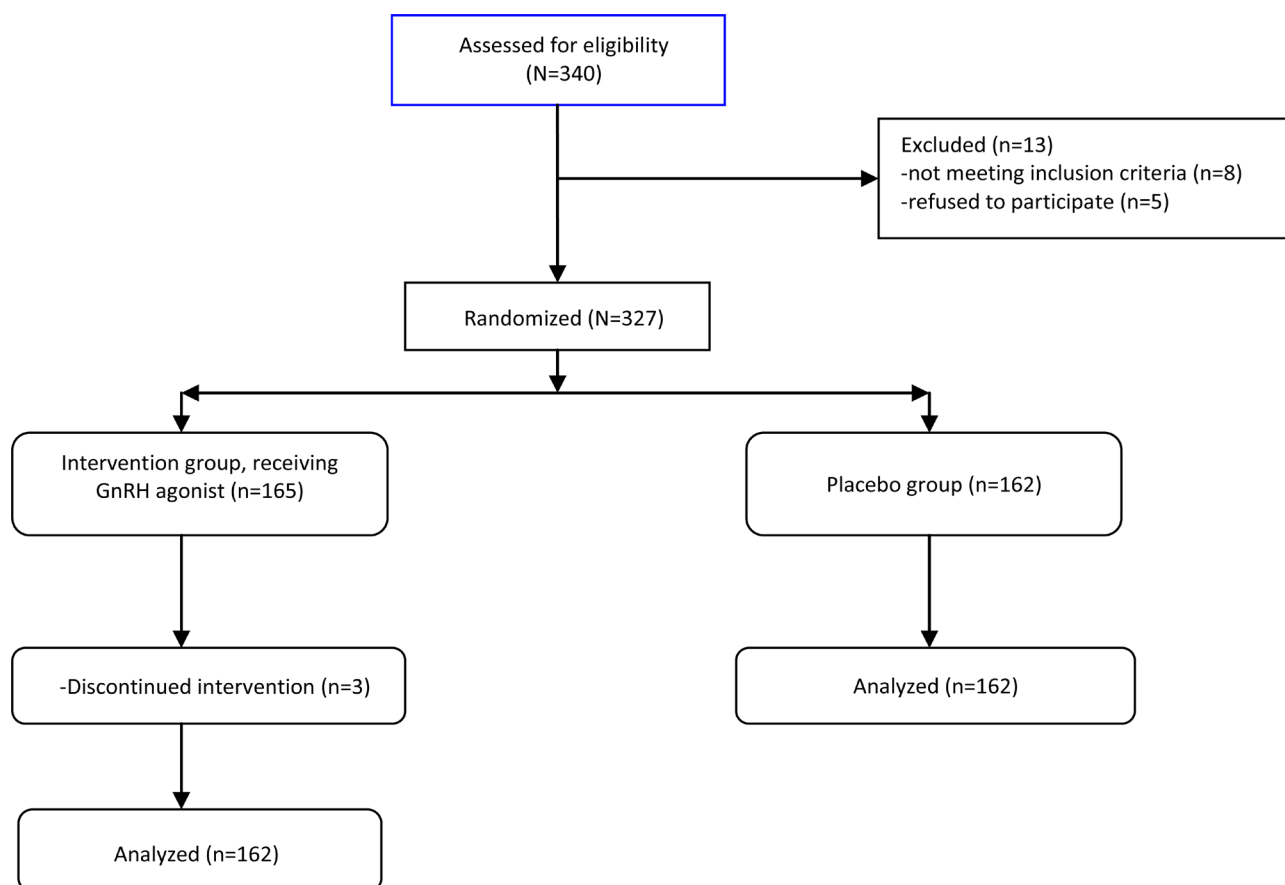 Assessed for eligibility
(N=340)
Excluded (n=13)
-not meeting inclusion criteria (n=8)
-refused to participate (n=5)
Randomized (N=327)
Intervention group, receiving
GnRH agonist (n=165)
Placebo group (n=162)
-Discontinued intervention (n=3)
Analyzed (n=162)
Analyzed (n=162)